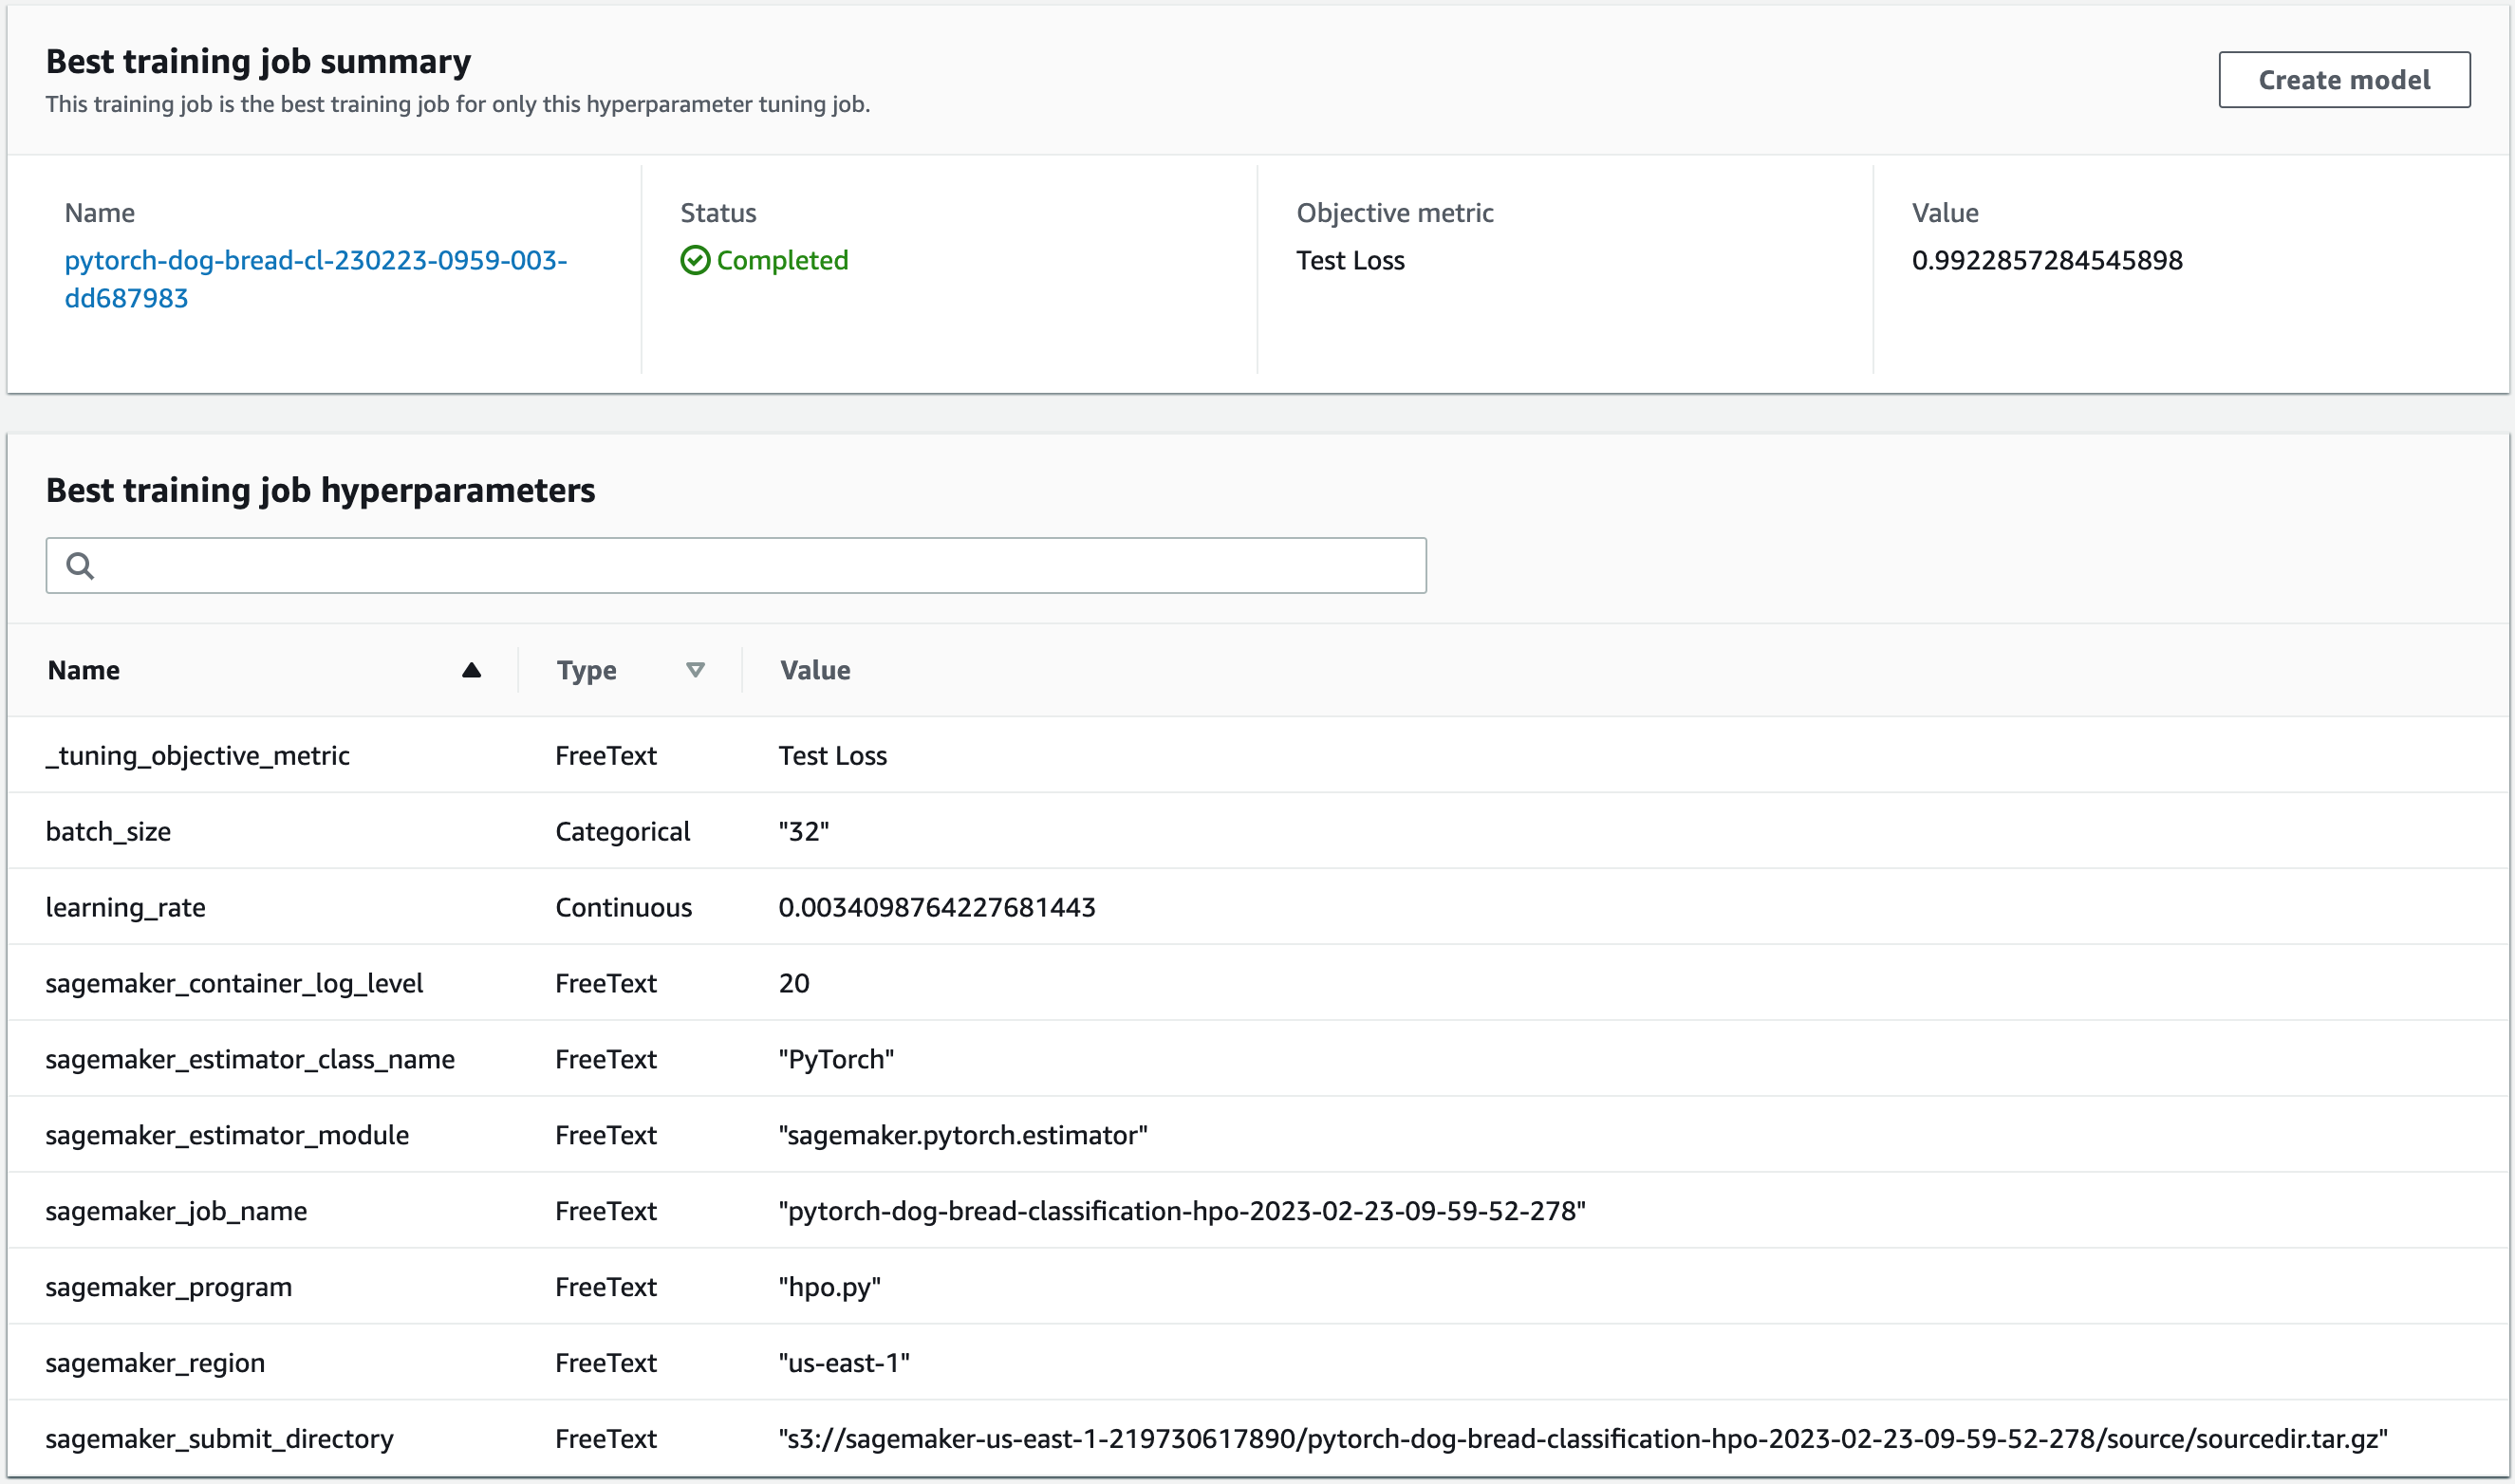 Best training job summary
This training job is the best training job for only this hyperparameter tuning job.
Create model
Name
pytorch-dog-bread-cl-230223-0959-003-
dd687983
Status
Completed
Objective metric
Test Loss
Value
0.9922857284545898
Best training job hyperparameters
Name Type Value
_tuning_objective_metric FreeText Test Loss
batch_size Categorical "32"
learning_rate Continuous 0.0034098764227681443
sagemaker_container_log_level FreeText 20
sagemaker_estimator_class_name FreeText "PyTorch"
sagemaker_estimator_module FreeText "sagemaker.pytorch.estimator"
sagemaker_job_name FreeText "pytorch-dog-bread-classification-hpo-2023-02-23-09-59-52-278"
sagemaker_program FreeText "hpo.py"
sagemaker_region FreeText "us-east-1"
sagemaker_submit_directory FreeText "s3://sagemaker-us-east-1-219730617890/pytorch-dog-bread-classification-hpo-2023-02-23-09-59-52-278/source/sourcedir.tar.gz"